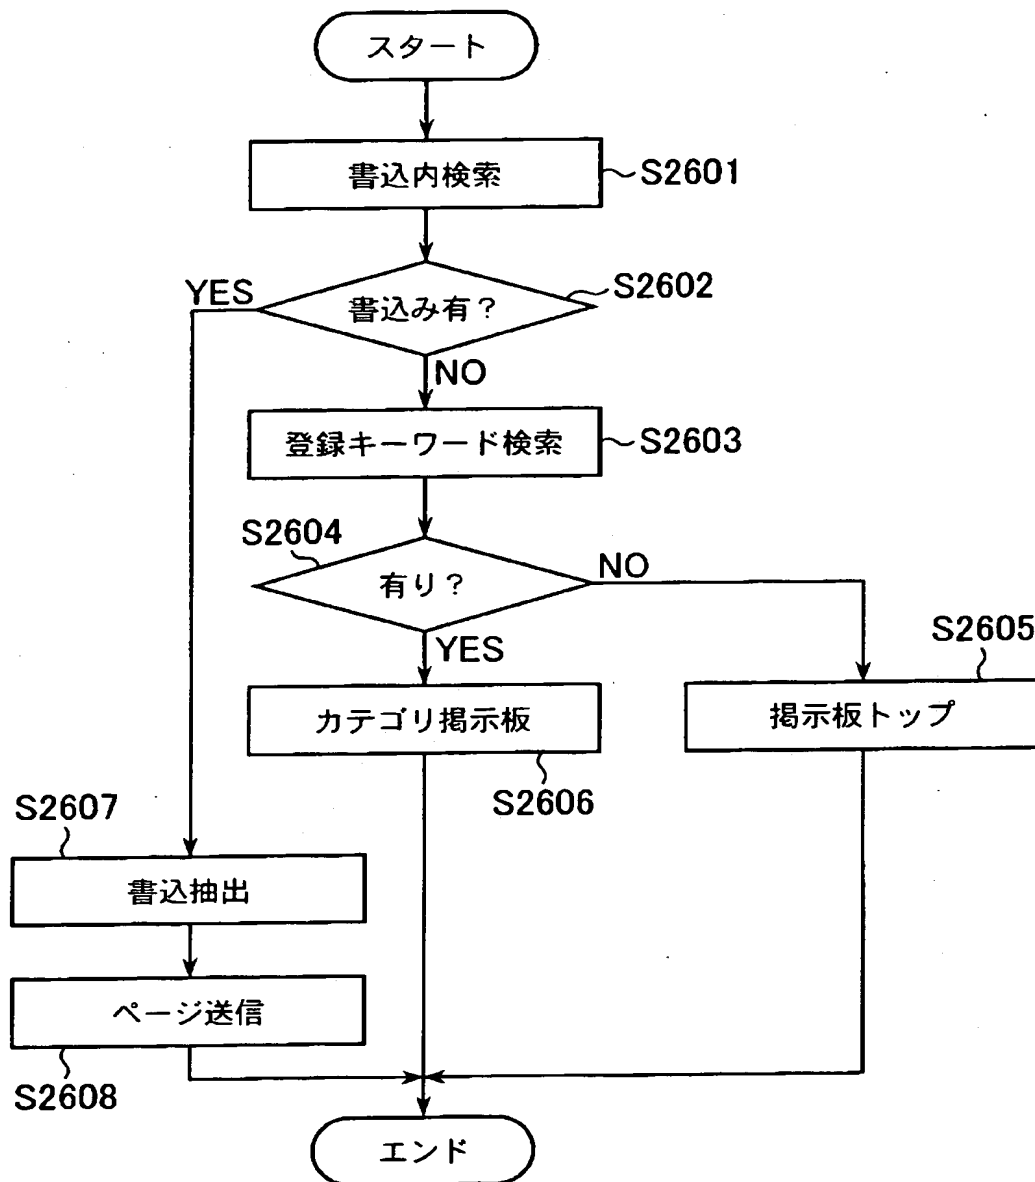 スタート
書込内検索
S2601
書込み有？
S2602
YES
NO
登録キーワード検索
S2603
S2604
有り？
NO
YES
S2605
カテゴリ掲示板
掲示板トップ
S2606
S2607
書込抽出
ページ送信
S2608
エンド